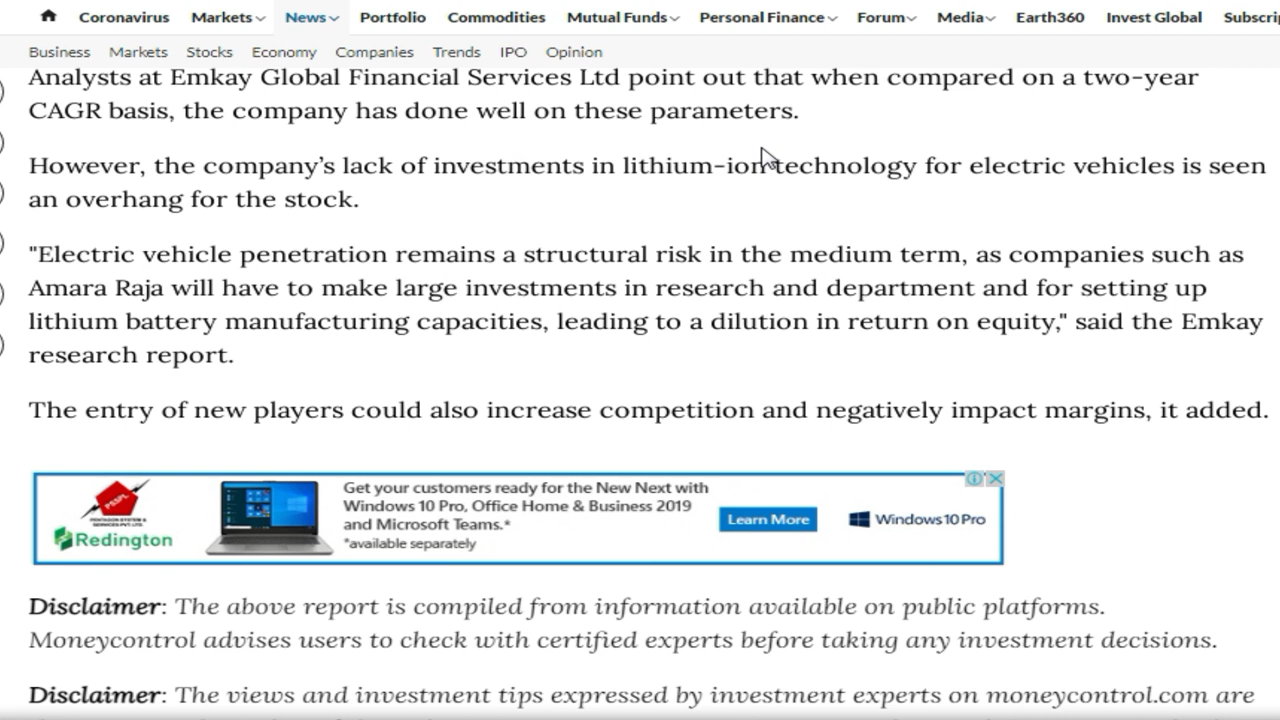 Coronavirus Markets News Portfolio Commodities Mutual Funds Personal Finance Forum Media Earth360 Invest Global
Business Markets Stocks Economy Companies Trends IPO Opinion
Analysts at Emkay Global Financial Services Ltd point out that when compared on a two-year
CAGR basis, the company has done well on these parameters.
However, the company's lack of investments in lithium-ion technology for electric vehicles is seen
an overhang for the stock.
"Electric vehicle penetration remains a structural risk in the medium term, as companies such as
Amara Raja will have to make large investments in research and department and for setting up
lithium battery manufacturing capacities, leading to a dilution in return on equity," said the Emkay
research report.
The entry of new players could also increase competition and negatively impact margins, it added.
PSSPL
Redington
Get your customers ready for the New Next with
Windows 10 Pro, Office Home & Business 2019
and Microsoft Teams.*
*available separately
Learn More
Windows 10 Pro
Disclaimer: The above report is compiled from information available on public platforms.
Moneycontrol advises users to check with certified experts before taking any investment decisions.
Disclaimer: The views and investment tips expressed by investment experts on moneycontrol.com are